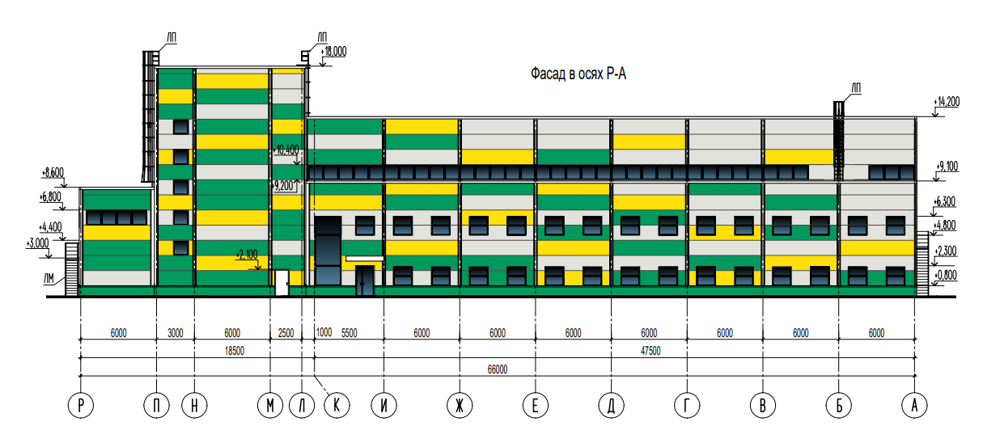 ЛП
ЛП
+18,000
Фасад в осях Р-А
ЛП
+14,200
+10,400
+9,200
+9,100
+8,600
+6,800
+6,300
+4,400
+4,800
+3,000
+2,100
+2,300
ЛМ
+0,800
6000 3000 6000 2500 1000 5500 6000 6000 6000 6000 6000 6000 6000
18500 47500
66000
Р П Н М Л К И Ж Е Д Г В Б А